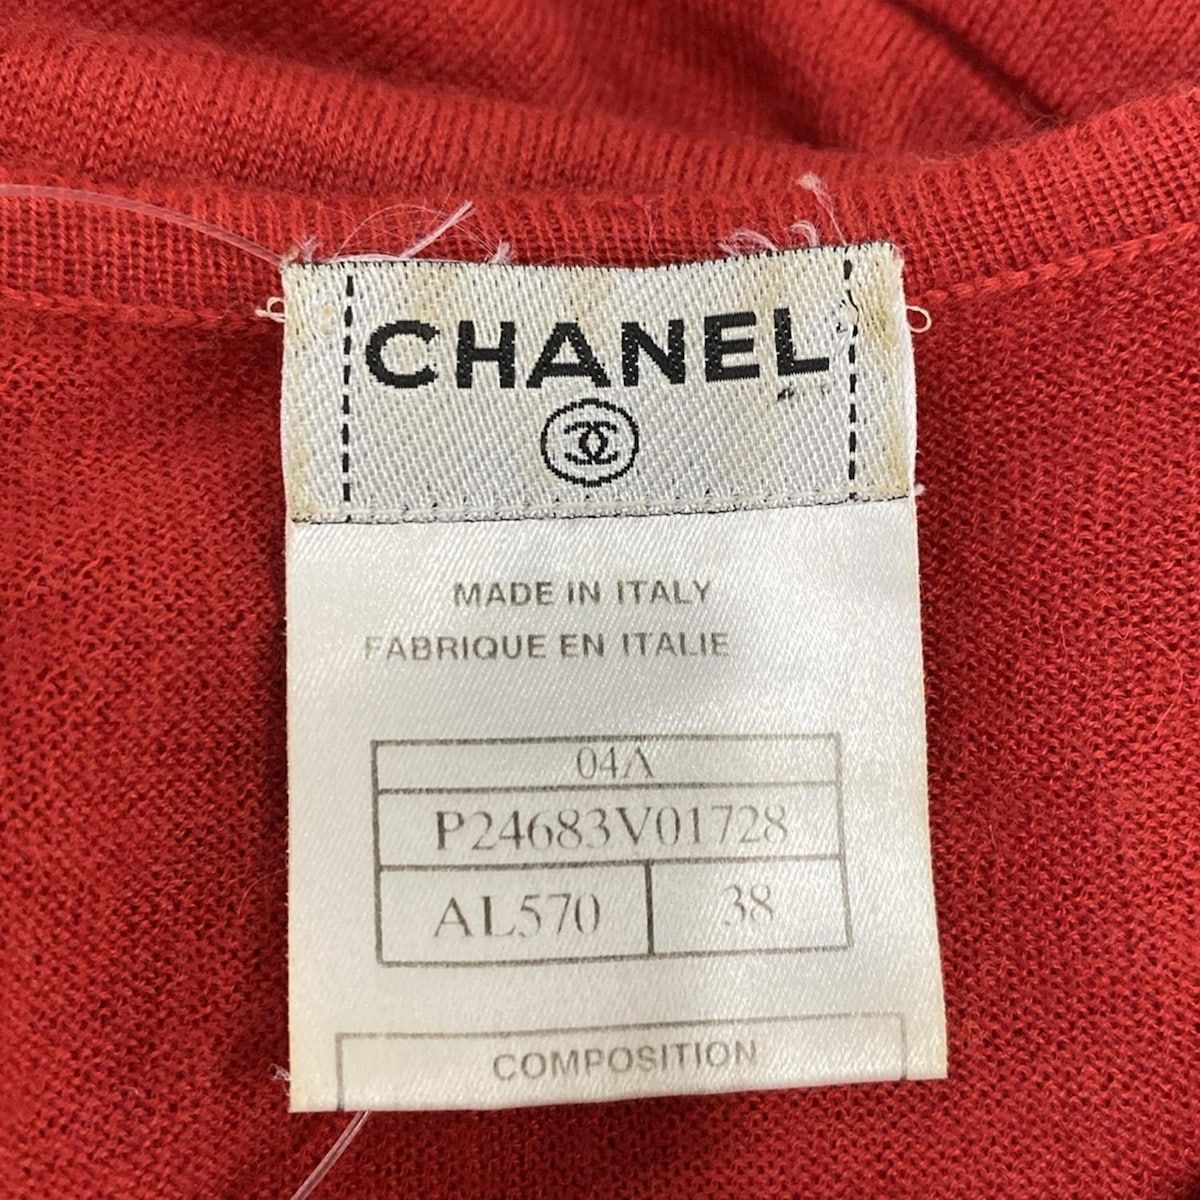 CHANEL
MADE IN ITALY
FABRIQUE EN ITALIE
04A
P24683V01728
AL570 38
COMPOSITION